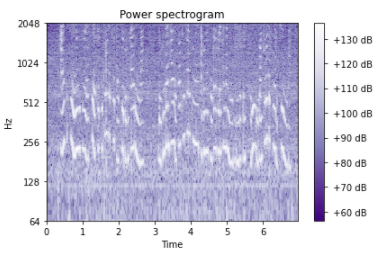 Power spectrogram
2048
1024
512
256
128
64
Hz
0 1 2 3 4 5 6
Time
+130 dB
+120 dB
+110 dB
+100 dB
+90 dB
+80 dB
+70 dB
+60 dB